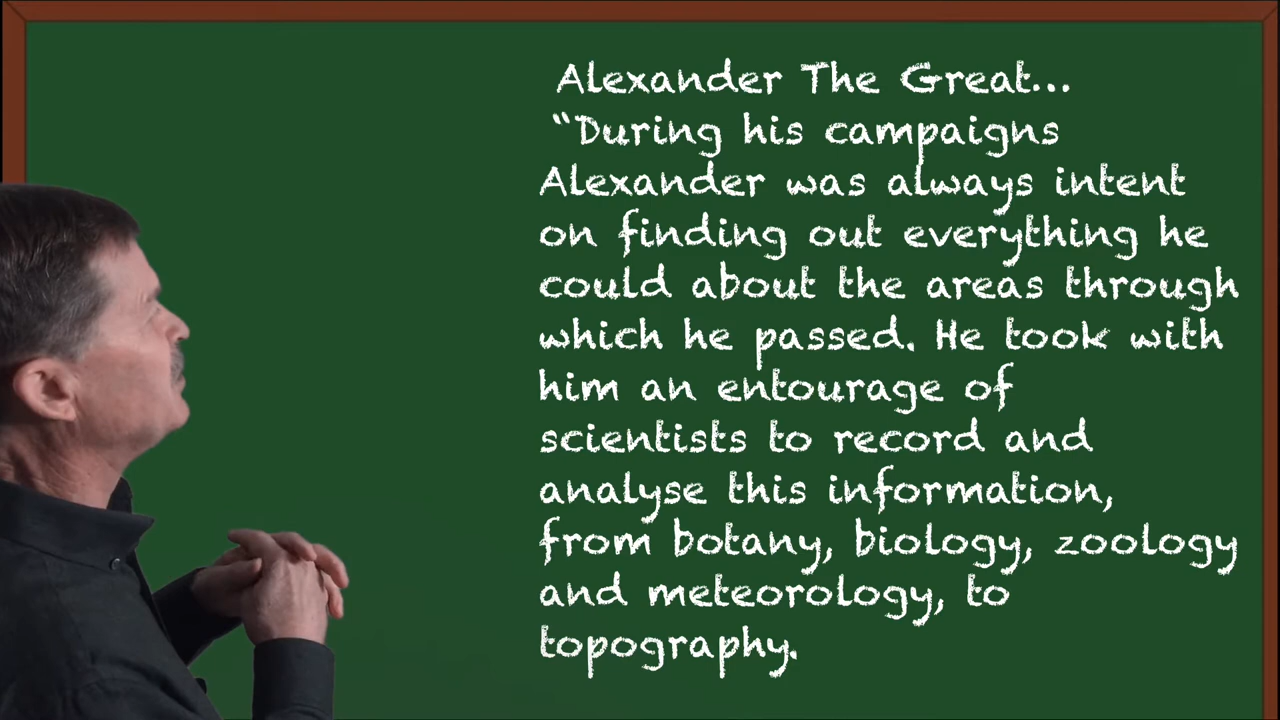 Alexander The Great...
“During his campaigns
Alexander was always intent
on finding out everything he
could about the areas through
which he passed. He took with
him an entourage of
scientists to record and
analyse this information,
from botany, biology, zoology
and meteorology, to
topography.